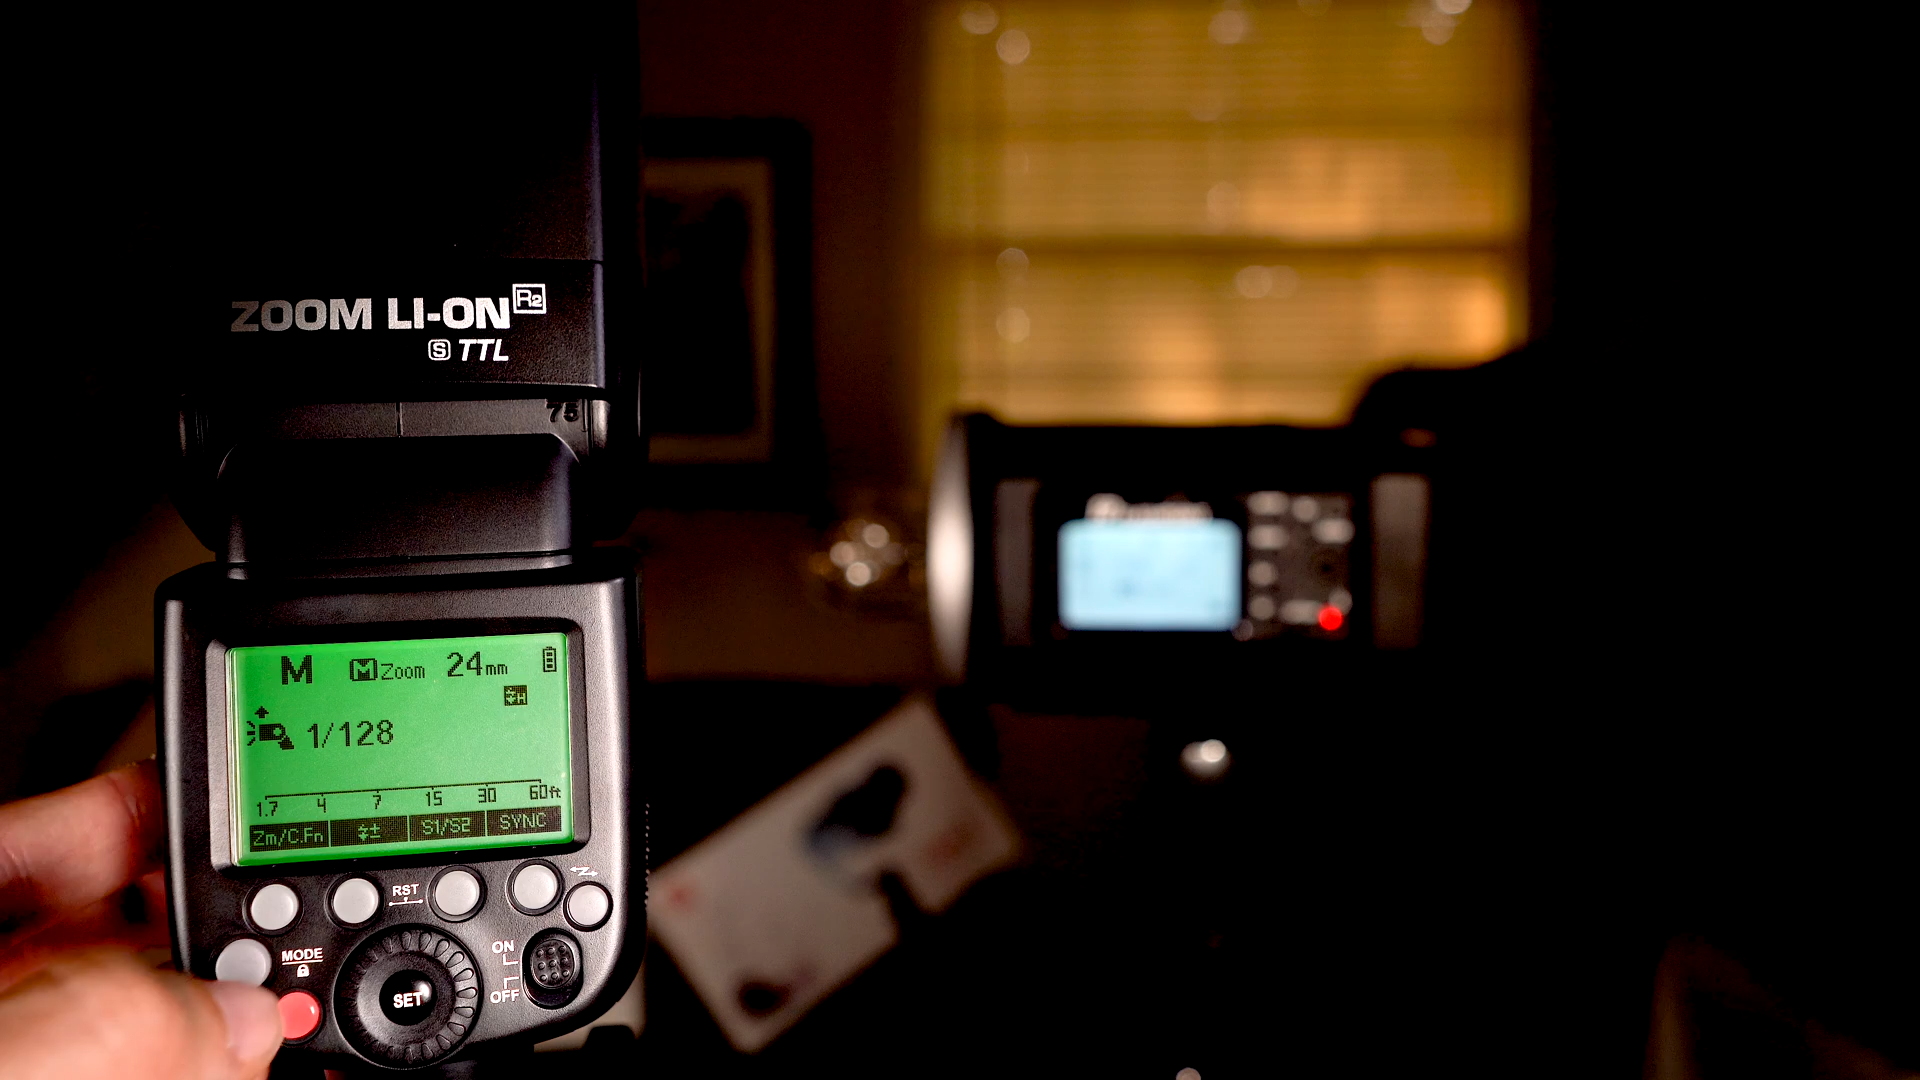 ZOOM LI-ON R2
S TTL
75
M M Zoom 24mm
H
1/128
1.7 4 7 15 30 60ft
Zm/C.Fn ± S1/S2 SYNC
RST
MODE
ON
SET
OFF